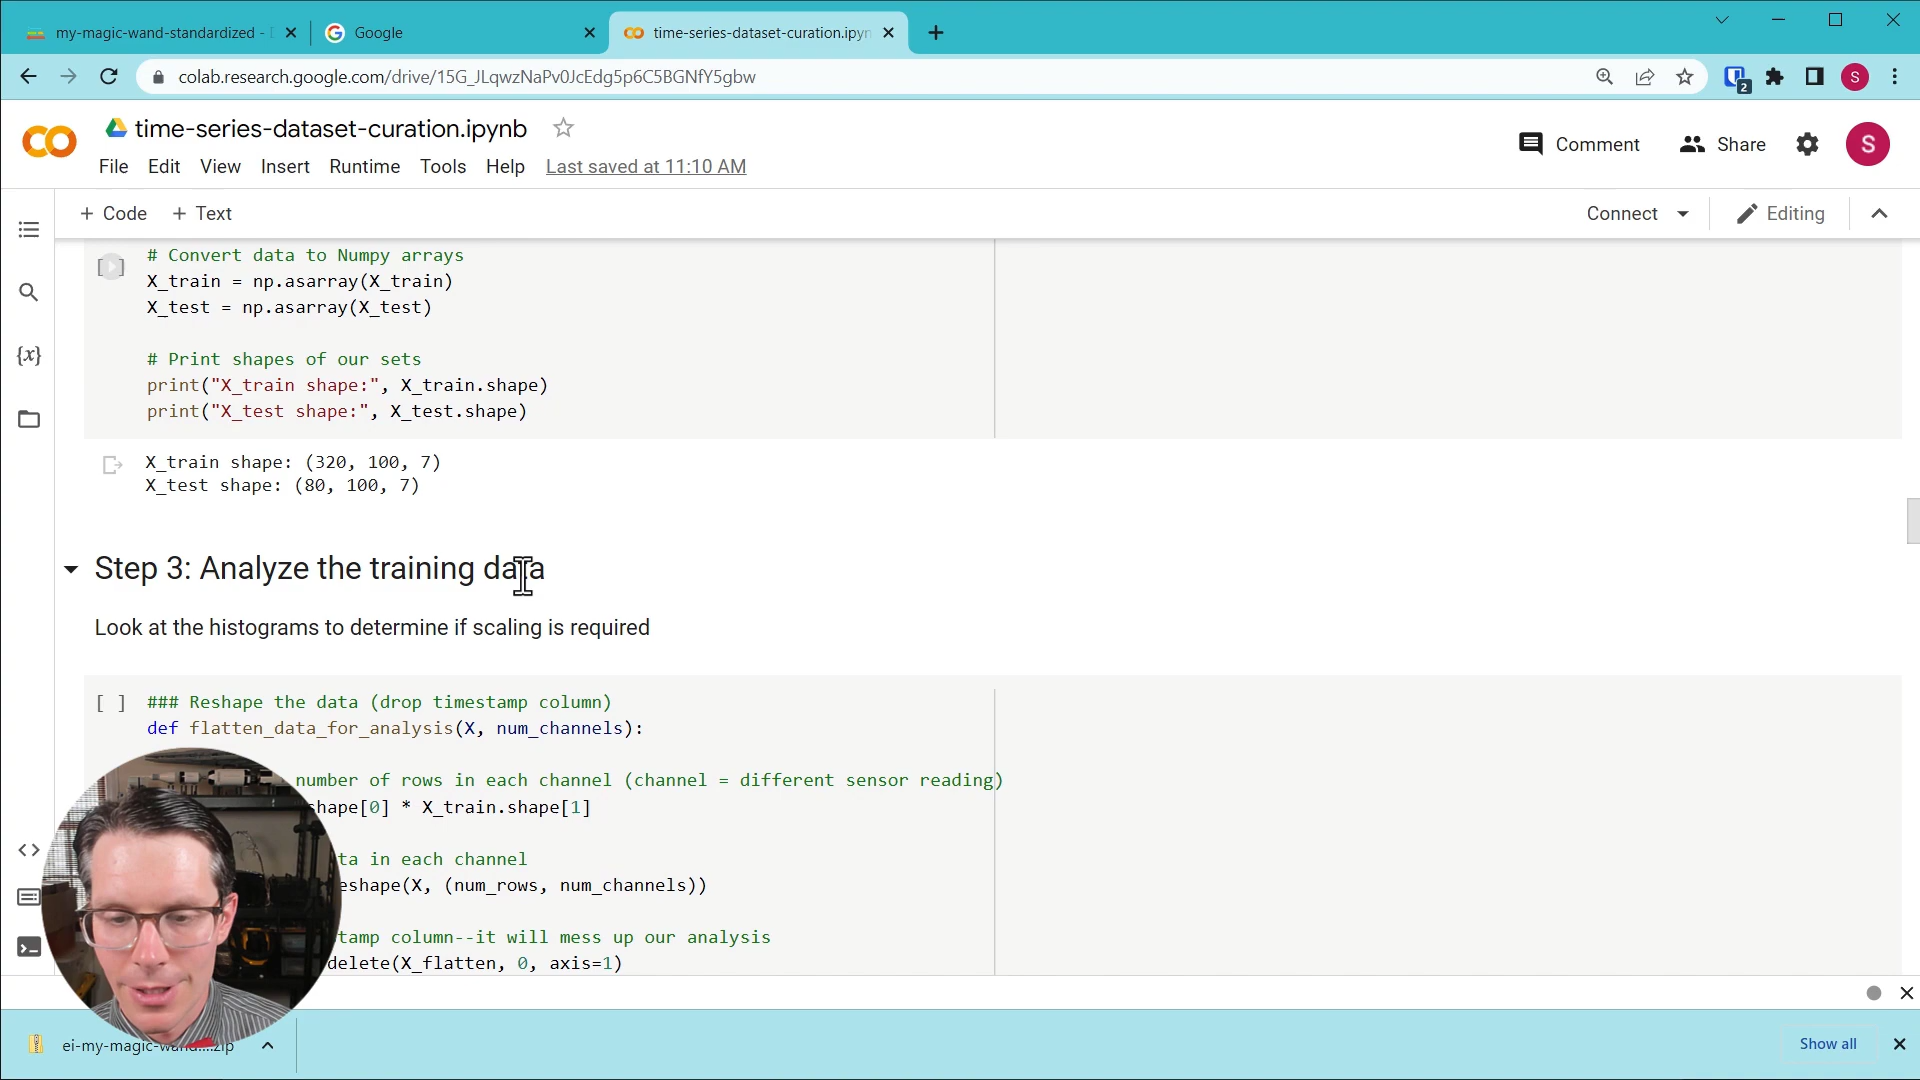 my-magic-wand-standardized -
Google
time-series-dataset-curation.ipyn
colab.research.google.com/drive/15G_JLqwzNaPv0JcEdg5p6C5BGNfY5gbw
2
S
time-series-dataset-curation.ipynb
Comment
Share
S
File Edit View Insert Runtime Tools Help Last saved at 11:10 AM
+ Code + Text
Connect
Editing
# Convert data to Numpy arrays
[ ]
X_train = np.asarray(X_train)
X_test = np.asarray(X_test)
{x}
# Print shapes of our sets
print("X_train shape:", X_train.shape)
print("X_test shape:", X_test.shape)
X_train shape: (320, 100, 7)
X_test shape: (80, 100, 7)
Step 3: Analyze the training data
Look at the histograms to determine if scaling is required
[ ] ### Reshape the data (drop timestamp column)
def flatten_data_for_analysis(X, num_channels):
number of rows in each channel (channel = different sensor reading)
shape[0] * X_train.shape[1]
ta in each channel
eshape(X, (num_rows, num_channels))
tamp column--it will mess up our analysis
delete(X_flatten, 0, axis=1)
ei-my-magic-wand....zip
Show all